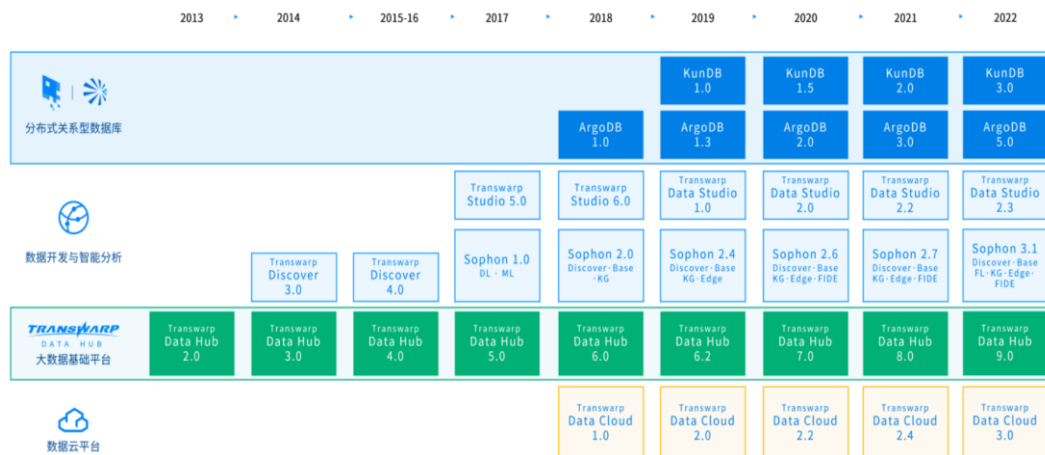 2013 2014 2015-16 2017 2018 2019 2020 2021 2022
分布式关系型数据库
KunDB
1.0
KunDB
1.5
KunDB
2.0
KunDB
3.0
ArgoDB
1.0
ArgoDB
1.3
ArgoDB
2.0
ArgoDB
3.0
ArgoDB
5.0
数据开发与智能分析
Transwarp
Studio 5.0
Transwarp
Studio 6.0
Transwarp
Data Studio
1.0
Transwarp
Data Studio
2.0
Transwarp
Data Studio
2.2
Transwarp
Data Studio
2.3
Transwarp
Discover
3.0
Transwarp
Discover
4.0
Sophon 1.0
DL · ML
Sophon 2.0
Discover·Base
·KG
Sophon 2.4
Discover·Base
KG·Edge
Sophon 2.6
Discover·Base
KG·Edge·FIDE
Sophon 2.7
Discover·Base
KG·Edge·FIDE
Sophon 3.1
Discover·Base
FL·KG·Edge·
FIDE
TRANSWARP
DATA HUB
大数据基础平台
Transwarp
Data Hub
2.0
Transwarp
Data Hub
3.0
Transwarp
Data Hub
4.0
Transwarp
Data Hub
5.0
Transwarp
Data Hub
6.0
Transwarp
Data Hub
6.2
Transwarp
Data Hub
7.0
Transwarp
Data Hub
8.0
Transwarp
Data Hub
9.0
数据云平台
Transwarp
Data Cloud
1.0
Transwarp
Data Cloud
2.0
Transwarp
Data Cloud
2.2
Transwarp
Data Cloud
2.4
Transwarp
Data Cloud
3.0